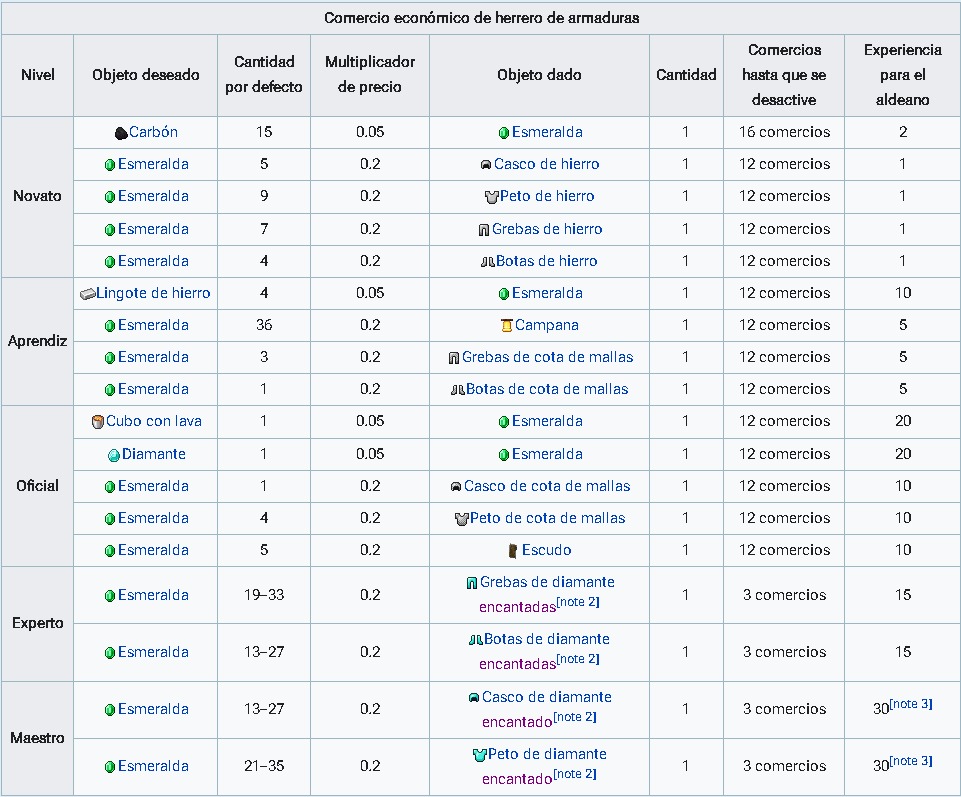 Comercio económico de herrero de armaduras
Nivel Objeto deseado Cantidad por defecto Multiplicador de precio Objeto dado Cantidad Comercios hasta que se desactive Experiencia para el aldeano
Novato Carbón 15 0.05 Esmeralda 1 16 comercios 2
Esmeralda 5 0.2 Casco de hierro 1 12 comercios 1
Esmeralda 9 0.2 Peto de hierro 1 12 comercios 1
Esmeralda 7 0.2 Grebas de hierro 1 12 comercios 1
Esmeralda 4 0.2 Botas de hierro 1 12 comercios 1
Aprendiz Lingote de hierro 4 0.05 Esmeralda 1 12 comercios 10
Esmeralda 36 0.2 Campana 1 12 comercios 5
Esmeralda 3 0.2 Grebas de cota de mallas 1 12 comercios 5
Esmeralda 1 0.2 Botas de cota de mallas 1 12 comercios 5
Oficial Cubo con lava 1 0.05 Esmeralda 1 12 comercios 20
Diamante 1 0.05 Esmeralda 1 12 comercios 20
Esmeralda 1 0.2 Casco de cota de mallas 1 12 comercios 10
Esmeralda 4 0.2 Peto de cota de mallas 1 12 comercios 10
Esmeralda 5 0.2 Escudo 1 12 comercios 10
Experto Esmeralda 19–33 0.2 Grebas de diamante encantadas[note 2] 1 3 comercios 15
Esmeralda 13–27 0.2 Botas de diamante encantadas[note 2] 1 3 comercios 15
Maestro Esmeralda 13–27 0.2 Casco de diamante encantado[note 2] 1 3 comercios 30[note 3]
Esmeralda 21–35 0.2 Peto de diamante encantado[note 2] 1 3 comercios 30[note 3]